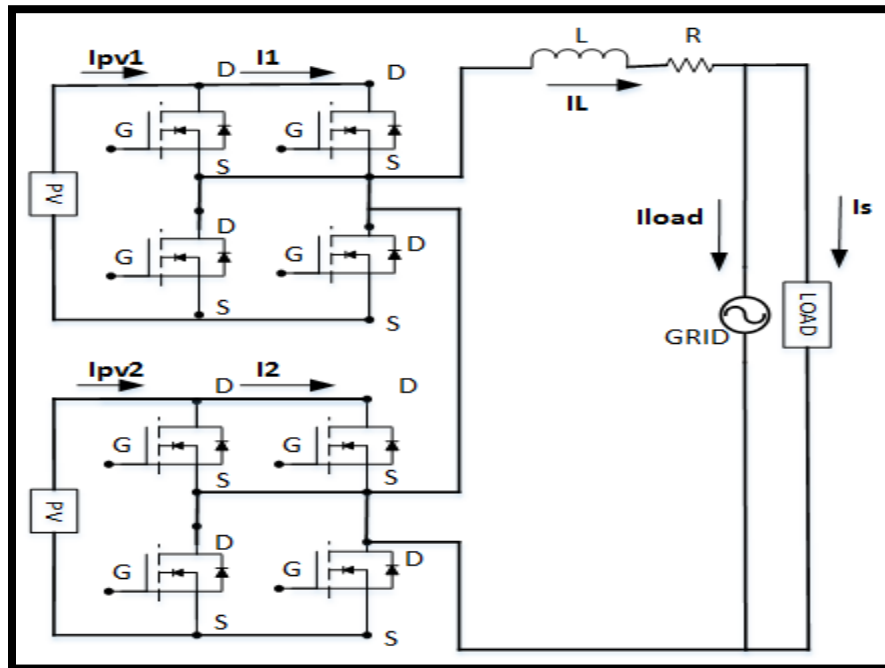 L R
Ipv1 D I1 D
IL
G G
S S
PV
Iload Is
D
G G D
S S
LOAD
GRID
Ipv2 D I2 D
G G
S S
PV
D
G G D
S S